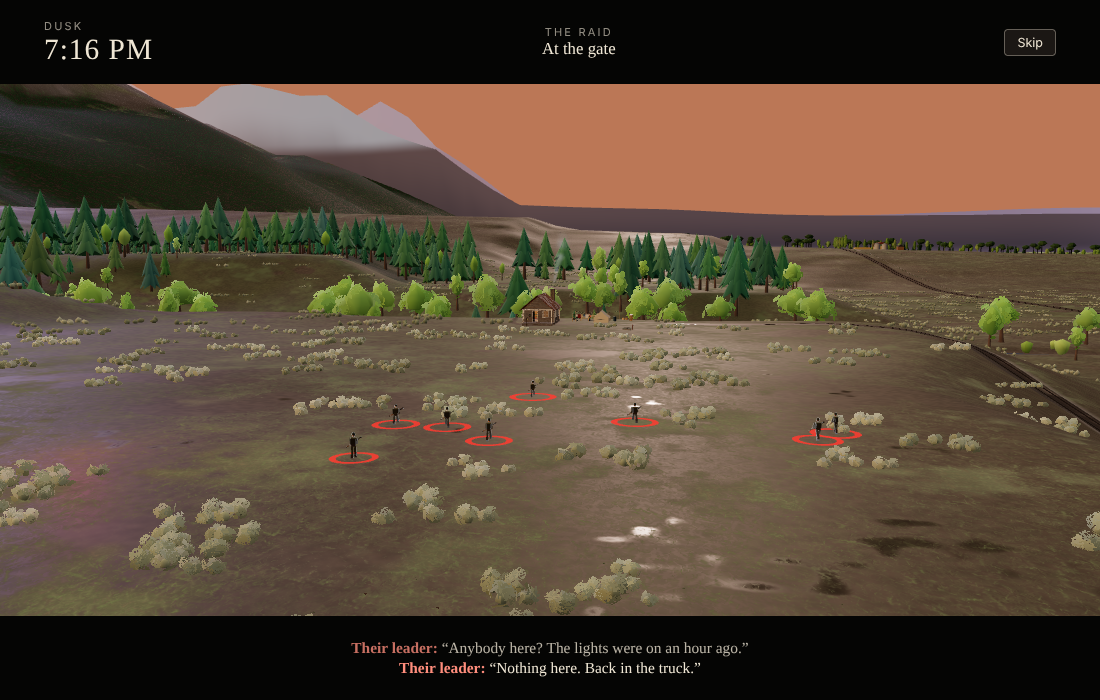 DUSK
7:16 PM
THE RAID
At the gate
Skip
Their leader: “Anybody here? The lights were on an hour ago.”
Their leader: “Nothing here. Back in the truck.”